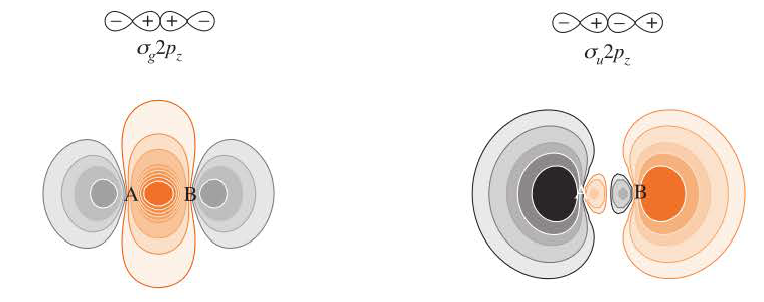 − + + −
σg2pz
A B
− + − +
σu2pz
A B